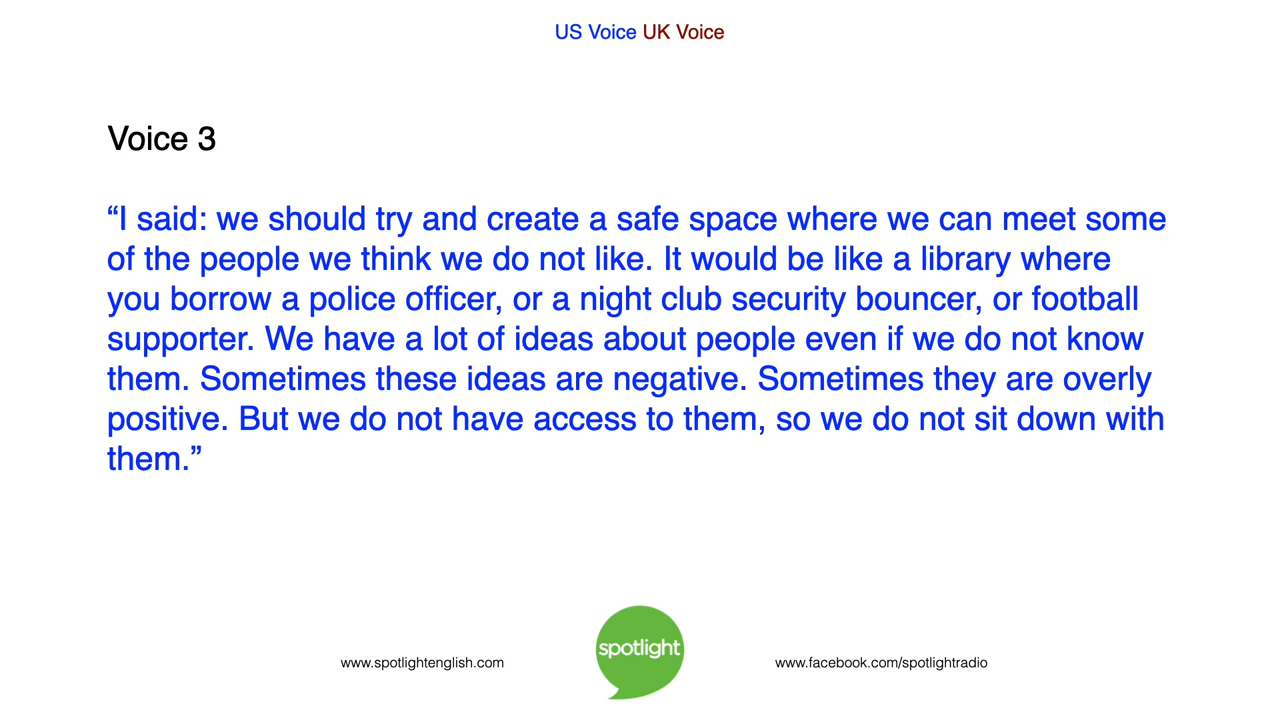 US Voice UK Voice
Voice 3
“I said: we should try and create a safe space where we can meet some
of the people we think we do not like. It would be like a library where
you borrow a police officer, or a night club security bouncer, or football
supporter. We have a lot of ideas about people even if we do not know
them. Sometimes these ideas are negative. Sometimes they are overly
positive. But we do not have access to them, so we do not sit down with
them.”
spotlight
www.spotlightenglish.com
www.facebook.com/spotlightradio